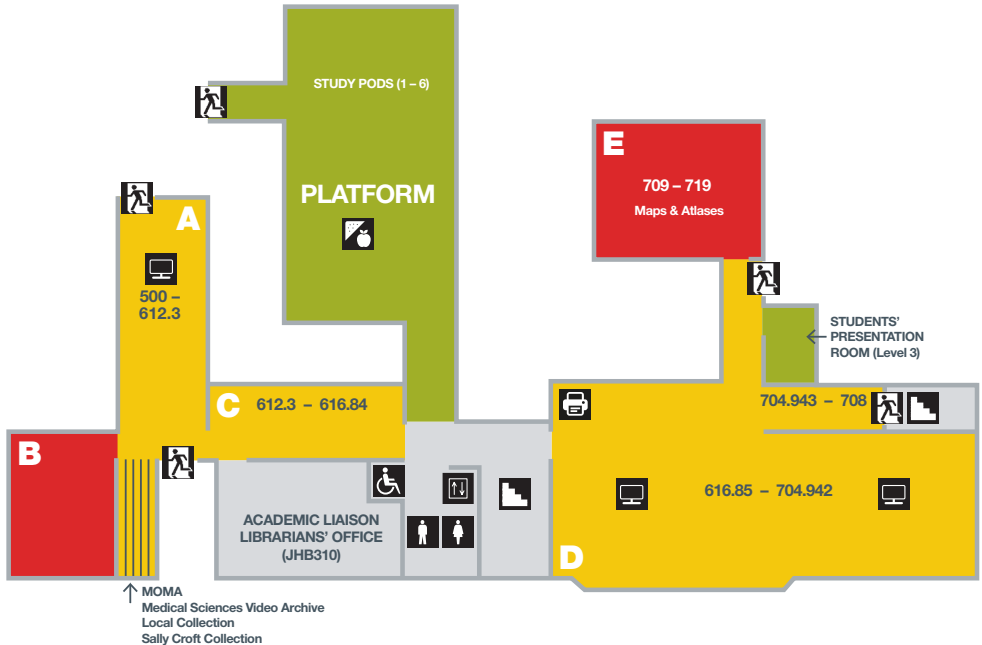 STUDY PODS (1 – 6)
PLATFORM
E
709 – 719
Maps & Atlases
A
500 –
612.3
STUDENTS’
PRESENTATION
ROOM (Level 3)
C
612.3 – 616.84
704.943 – 708
B
616.85 – 704.942
ACADEMIC LIAISON
LIBRARIANS’ OFFICE
(JHB310)
D
MOMA
Medical Sciences Video Archive
Local Collection
Sally Croft Collection